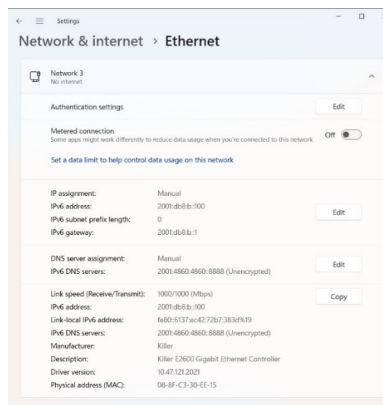 Settings
Network & internet > Ethernet
Network 3
No internet
Authentication settings Edit
Metered connection
Some apps might work differently to reduce data usage when you're connected to this network Off
Set a data limit to help control data usage on this network
IP assignment: Manual
IPv6 address: 2001:db8:b::100
IPv6 subnet prefix length: 0 Edit
IPv6 gateway: 2001:db8:b::1
DNS server assignment: Manual
IPv6 DNS servers: 2001:4860:4860::8888 (Unencrypted) Edit
Link speed (Receive/Transmit): 1000/1000 (Mbps) Copy
IPv6 address: 2001:db8:b::100
Link-local IPv6 address: fe80::6137:ec42:72b7:383d%19
IPv6 DNS servers: 2001:4860:4860::8888 (Unencrypted)
Manufacturer: Killer
Description: Killer E2600 Gigabit Ethernet Controller
Driver version: 10.47.121.2021
Physical address (MAC): 08-8F-C3-30-EE-15